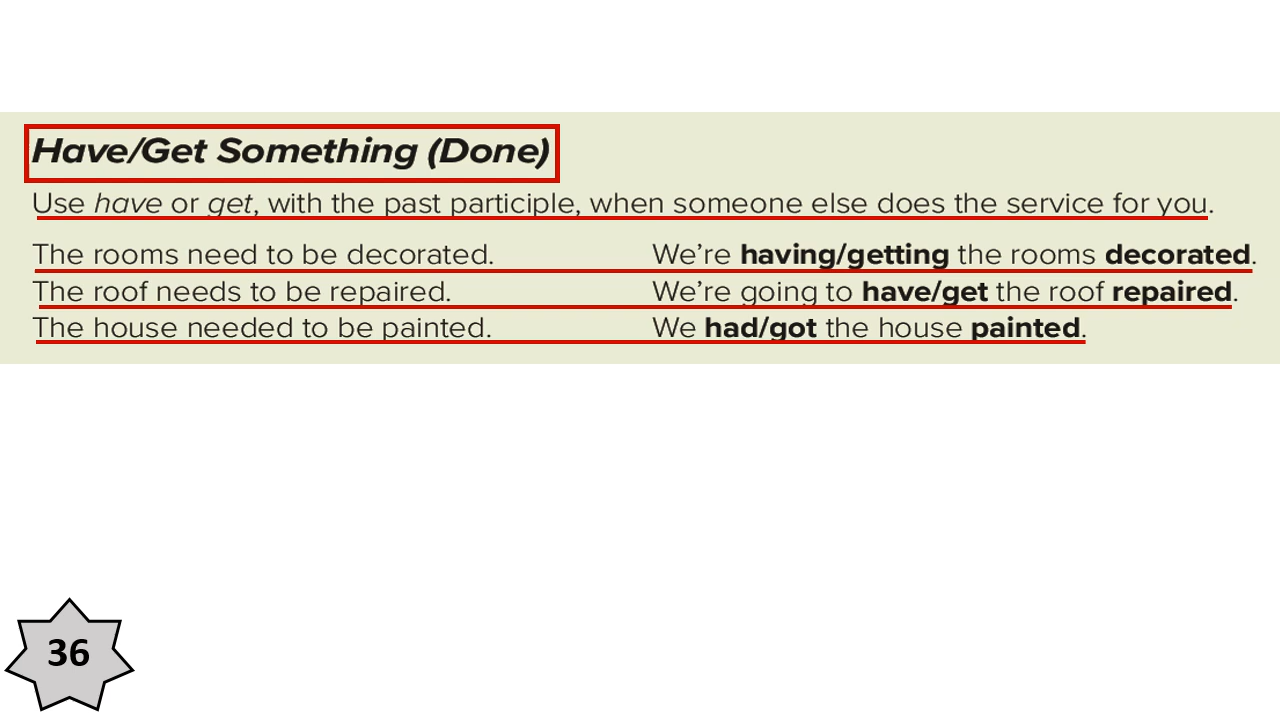 Have/Get Something (Done)
Use have or get, with the past participle, when someone else does the service for you.
The rooms need to be decorated. We’re having/getting the rooms decorated.
The roof needs to be repaired. We’re going to have/get the roof repaired.
The house needed to be painted. We had/got the house painted.
36